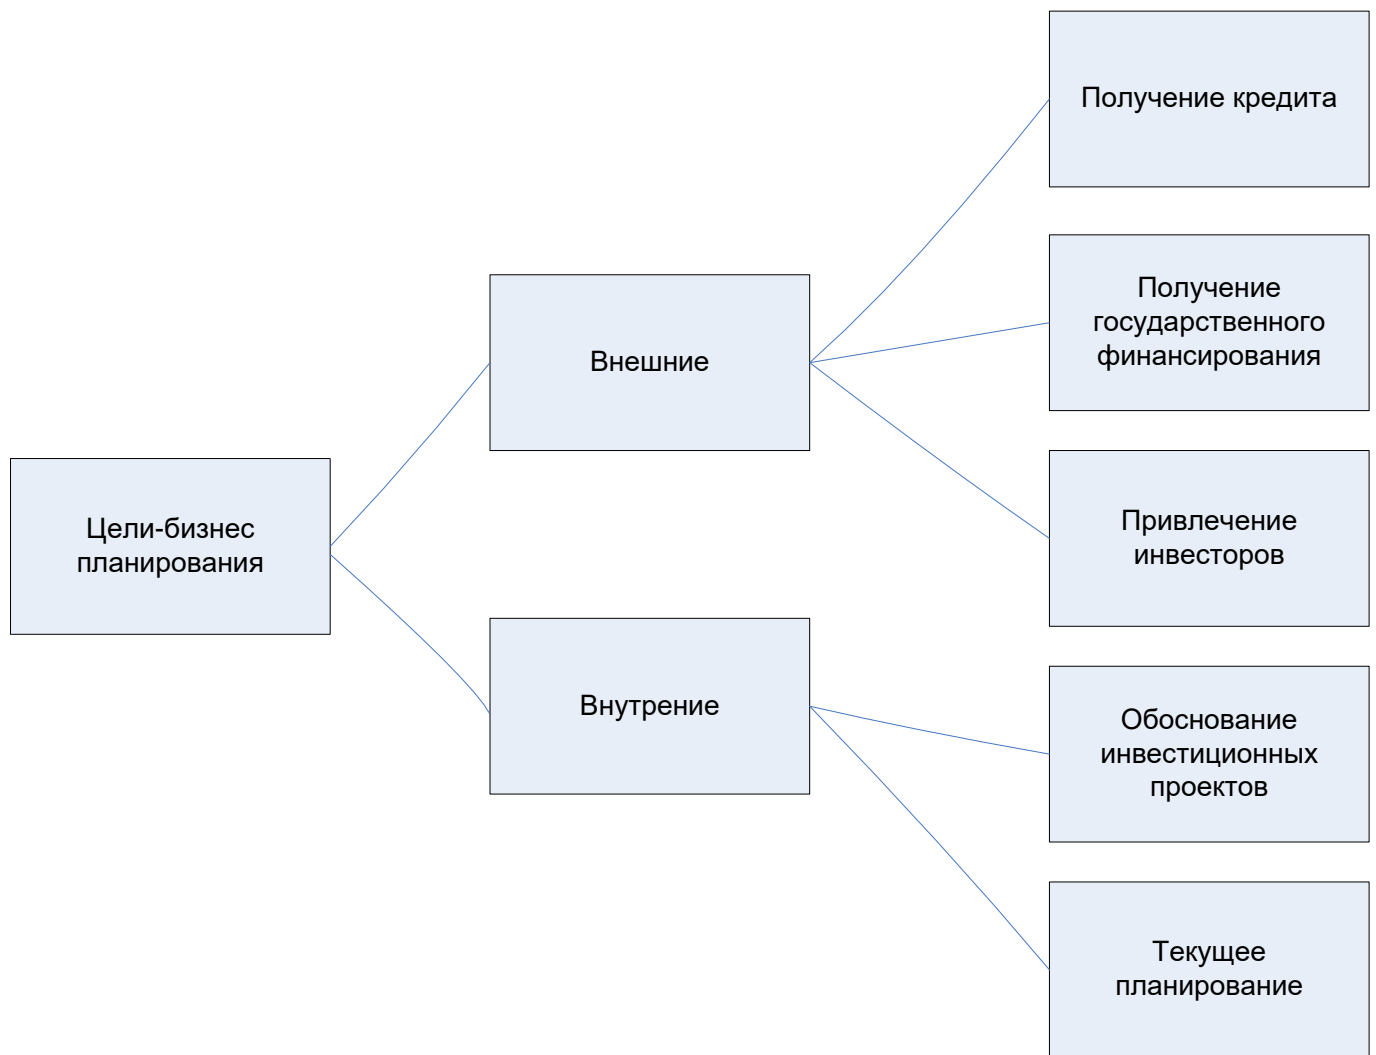 Получение кредита
Получение
государственного
финансирования
Внешние
Привлечение
инвесторов
Цели-бизнес
планирования
Внутрение
Обоснование
инвестиционных
проектов
Текущее
планирование